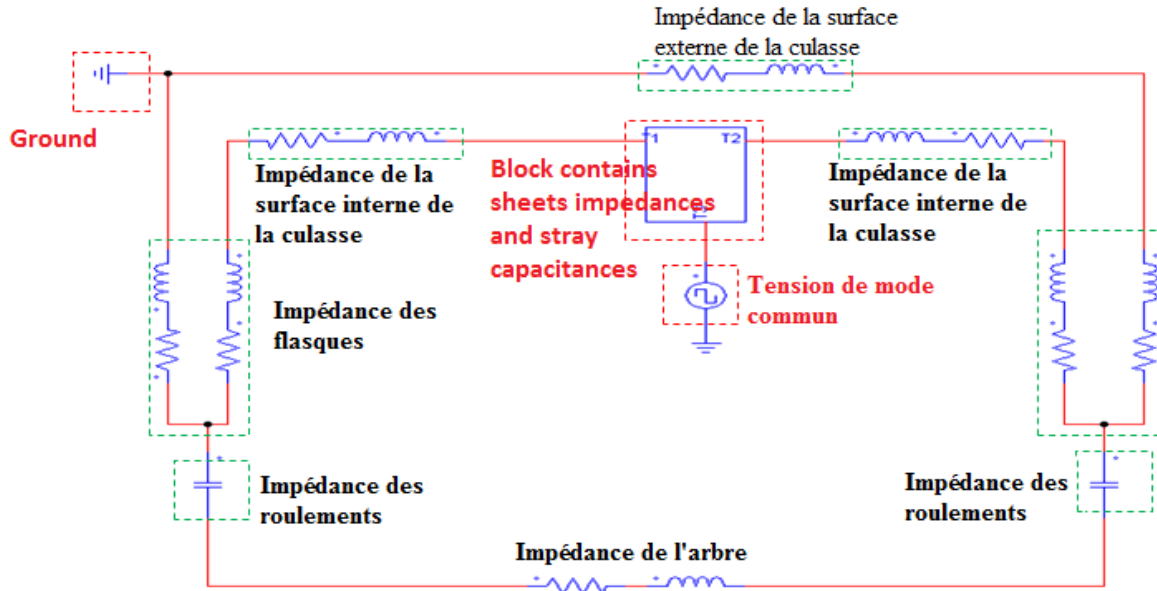 Impédance de la surface
externe de la culasse
Ground
T1
T2
Impédance de la
surface interne de
la culasse
Block contains
sheets impedances
and stray
capacitances
Impédance de la
surface interne de
la culasse
Tension de mode
commun
Impédance des
flasques
Impédance des
roulements
Impédance des
roulements
Impédance de l'arbre